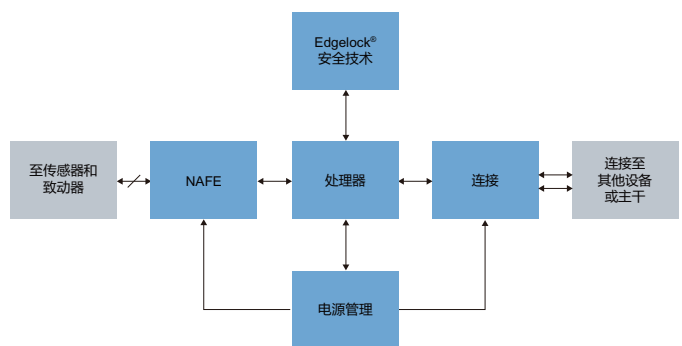 Edgelock®
安全技术
至传感器和
致动器
NAFE
处理器
连接
连接至
其他设备
或主干
电源管理